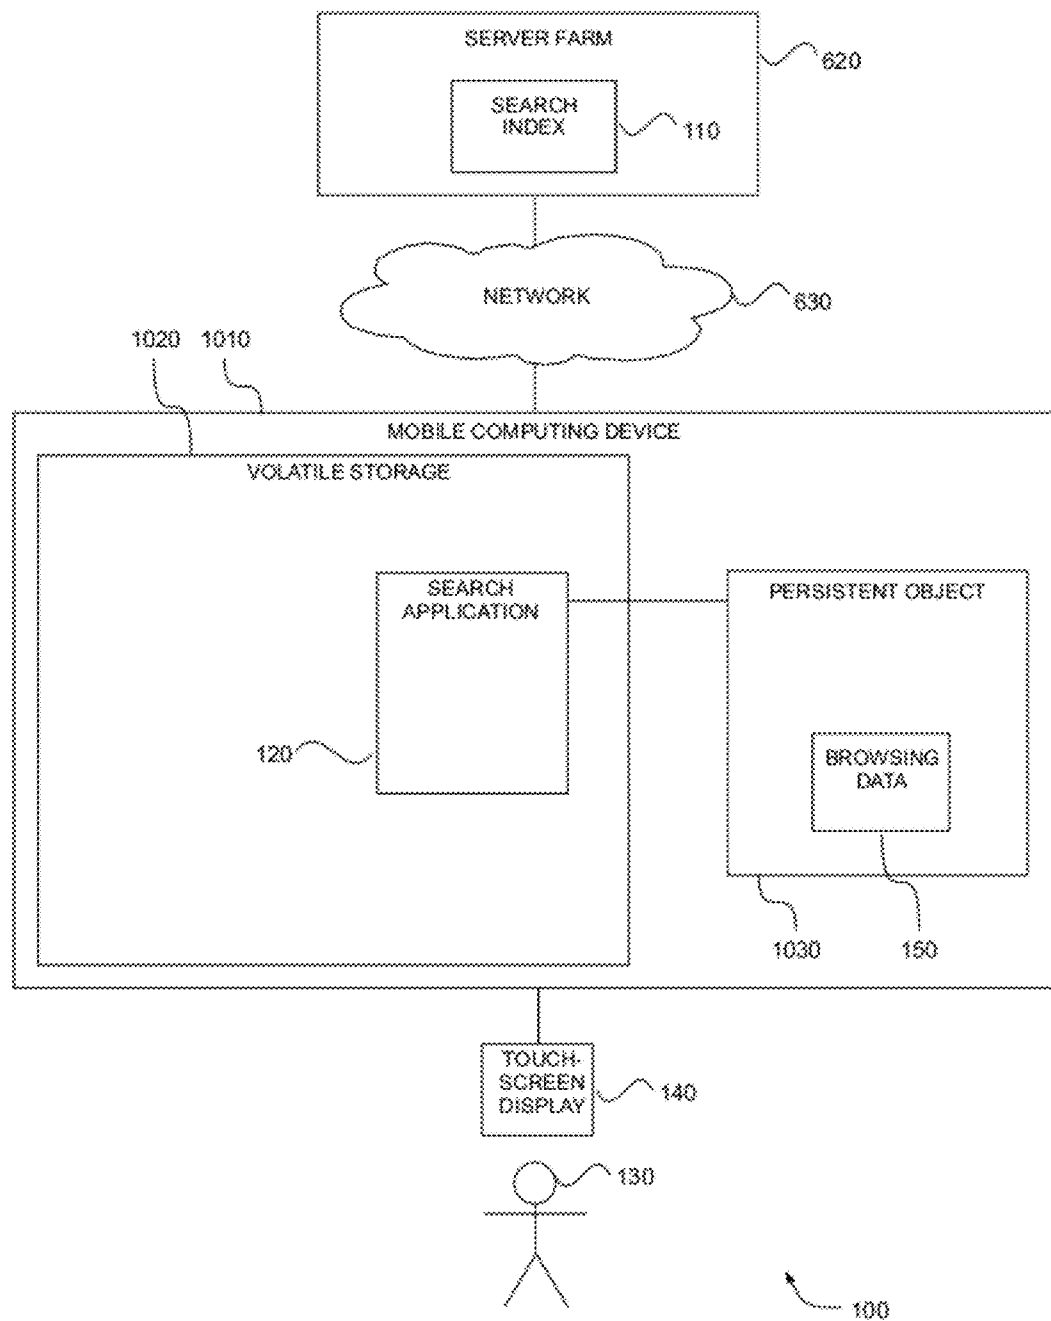 SERVER FARM
620
SEARCH
INDEX
110
NETWORK
630
1020
1010
MOBILE COMPUTING DEVICE
VOLATILE STORAGE
SEARCH
APPLICATION
PERSISTENT OBJECT
120
BROWSING
DATA
1030
150
TOUCH-
SCREEN
DISPLAY
140
130
100